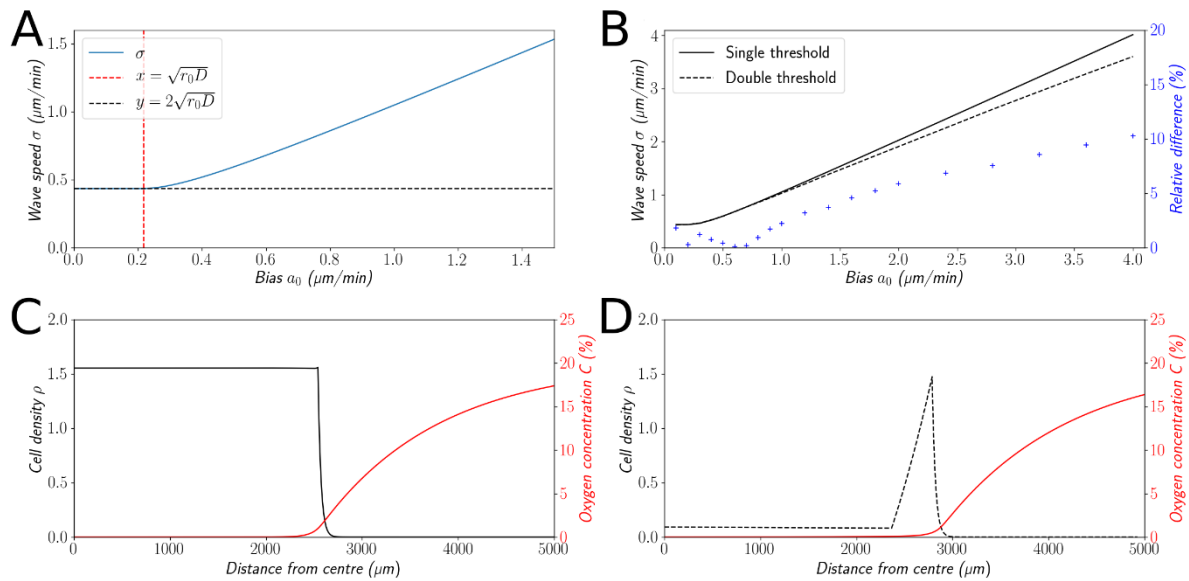 A
Wave speed σ (μm/min)
1.5
1.0
0.5
0.0
σ
x = √r₀D
y = 2√r₀D
0.0 0.2 0.4 0.6 0.8 1.0 1.2 1.4
Bias a₀ (μm/min)
B
Wave speed σ (μm/min)
4
3
2
1
0
Single threshold
Double threshold
20
15
10
5
0
Relative difference (%)
0.0 0.5 1.0 1.5 2.0 2.5 3.0 3.5 4.0
Bias a₀ (μm/min)
C
Cell density ρ
2.0
1.5
1.0
0.5
0.0
25
20
15
10
5
0
Oxygen concentration C (%)
0 1000 2000 3000 4000 5000
Distance from centre (μm)
D
Cell density ρ
2.0
1.5
1.0
0.5
0.0
25
20
15
10
5
0
Oxygen concentration C (%)
0 1000 2000 3000 4000 5000
Distance from centre (μm)